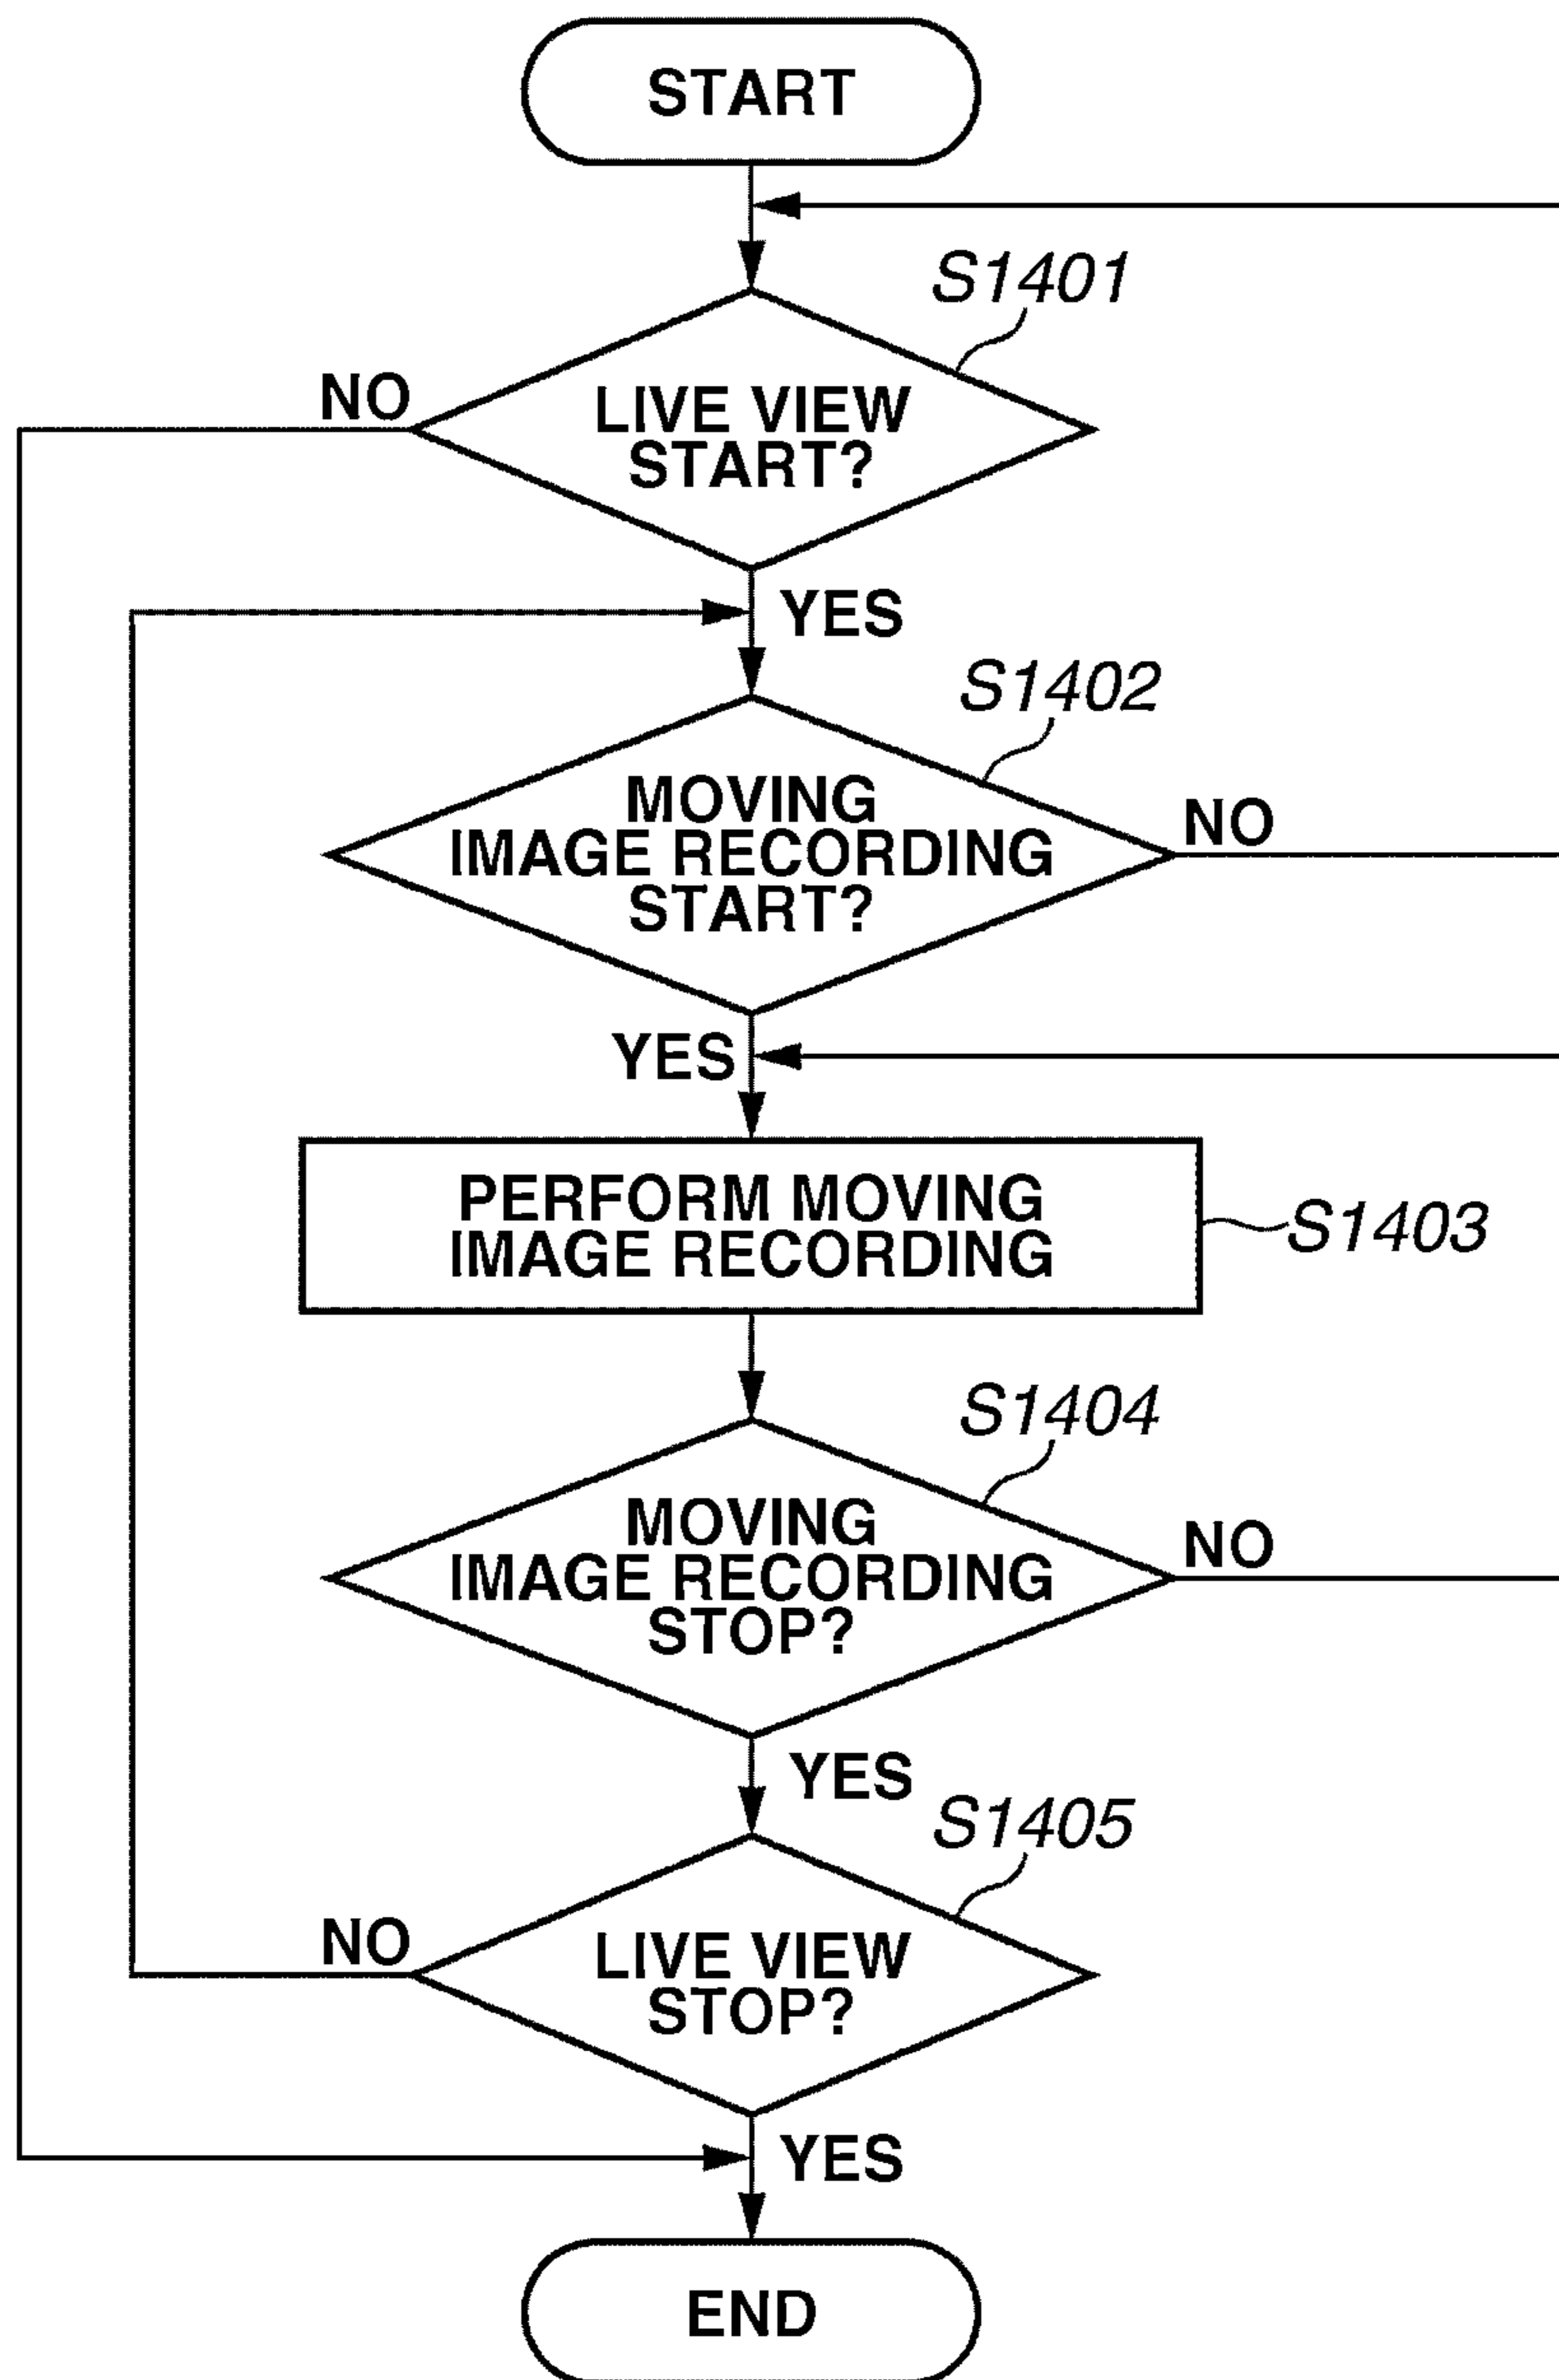 START
S1401
NO
LIVE VIEW
START?
YES
S1402
MOVING
IMAGE RECORDING
START?
NO
YES
PERFORM MOVING
IMAGE RECORDING
S1403
S1404
MOVING
IMAGE RECORDING
STOP?
NO
YES
S1405
NO
LIVE VIEW
STOP?
YES
END